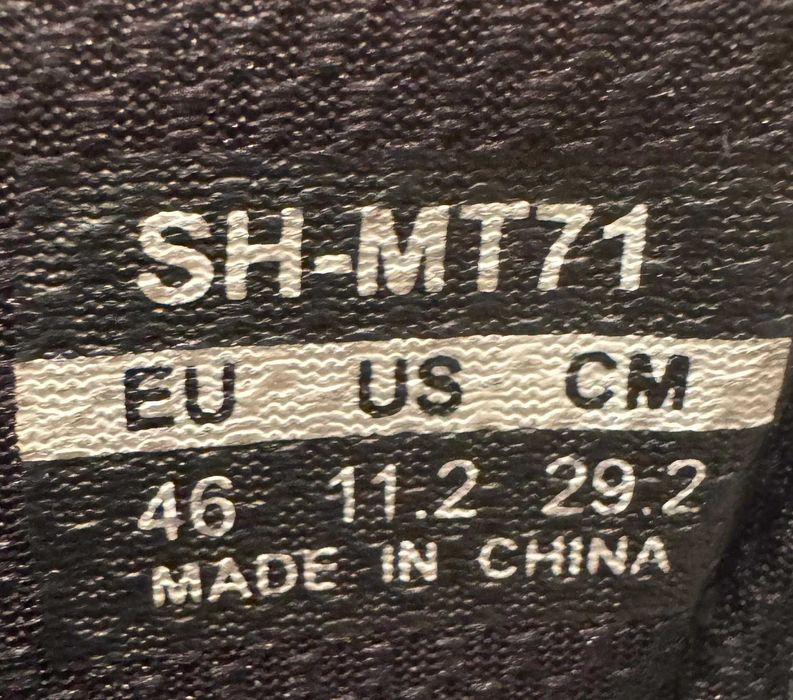 SH-MT71
EU US CM
46 11.2 29.2
MADE IN CHINA